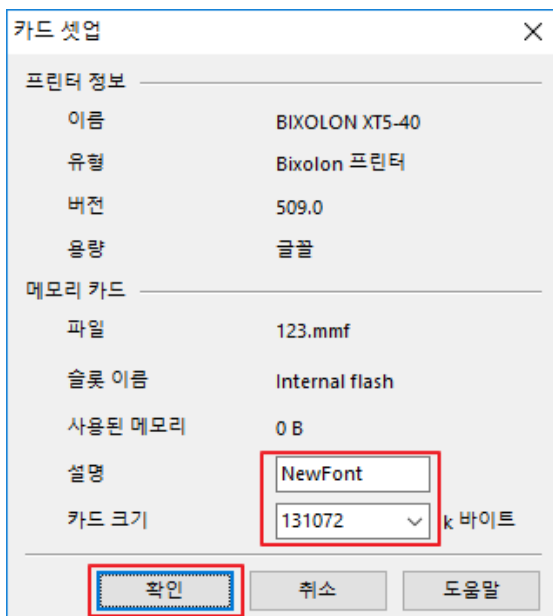 카드 셋업
프린터 정보
이름 BIXOLON XT5-40
유형 Bixolon 프린터
버전 509.0
용량 글꼴
메모리 카드
파일 123.mmf
슬롯 이름 Internal flash
사용된 메모리 0 B
설명 NewFont
카드 크기 131072 k 바이트
확인 취소 도움말